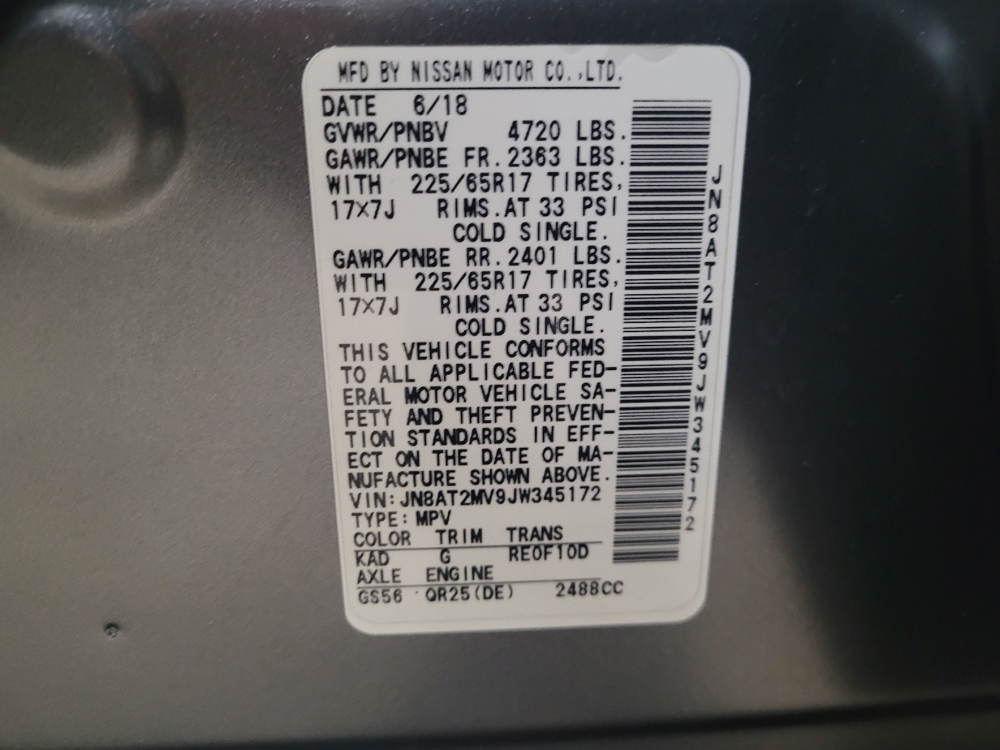 MFD BY NISSAN MOTOR CO.,LTD.
DATE 6/18
GVWR/PNBV 4720 LBS.
GAWR/PNBE FR.2363 LBS.
WITH 225/65R17 TIRES,
17×7J RIMS.AT 33 PSI
COLD SINGLE.
GAWR/PNBE RR.2401 LBS.
WITH 225/65R17 TIRES,
17×7J RIMS.AT 33 PSI
COLD SINGLE.
THIS VEHICLE CONFORMS
TO ALL APPLICABLE FED-
ERAL MOTOR VEHICLE SA-
FETY AND THEFT PREVEN-
TION STANDARDS IN EFF-
ECT ON THE DATE OF MA-
NUFACTURE SHOWN ABOVE.
VIN:JN8AT2MV9JW345172
TYPE:MPV
COLOR TRIM TRANS
KAD G RE0F10D
AXLE ENGINE
GS56 QR25(DE) 2488CC
JN8AT2MV9JW345172